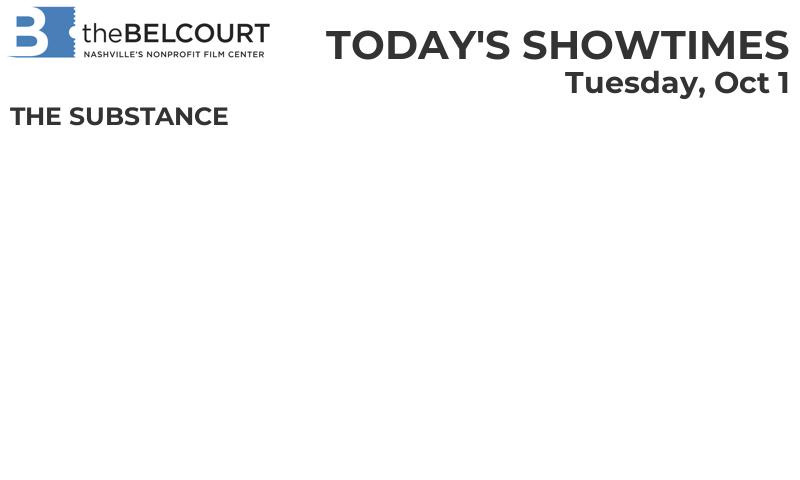 B theBELCOURT
NASHVILLE'S NONPROFIT FILM CENTER
TODAY'S SHOWTIMES
Tuesday, Oct 1
THE SUBSTANCE